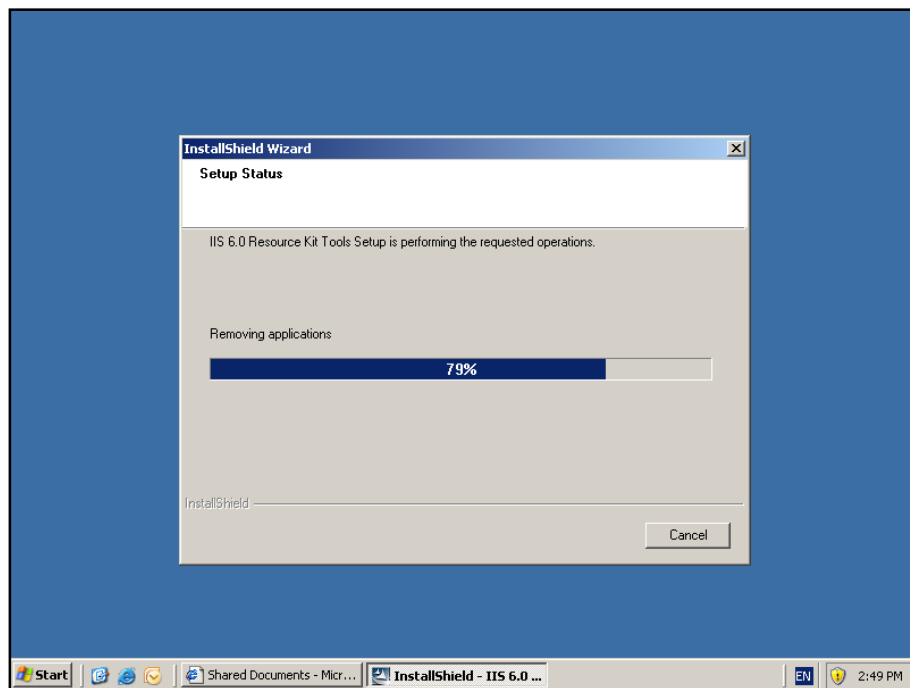 InstallShield Wizard
Setup Status
IIS 6.0 Resource Kit Tools Setup is performing the requested operations.
Removing applications
79%
InstallShield
Cancel
Start
Shared Documents - Micr...
InstallShield - IIS 6.0 ...
EN
2:49 PM